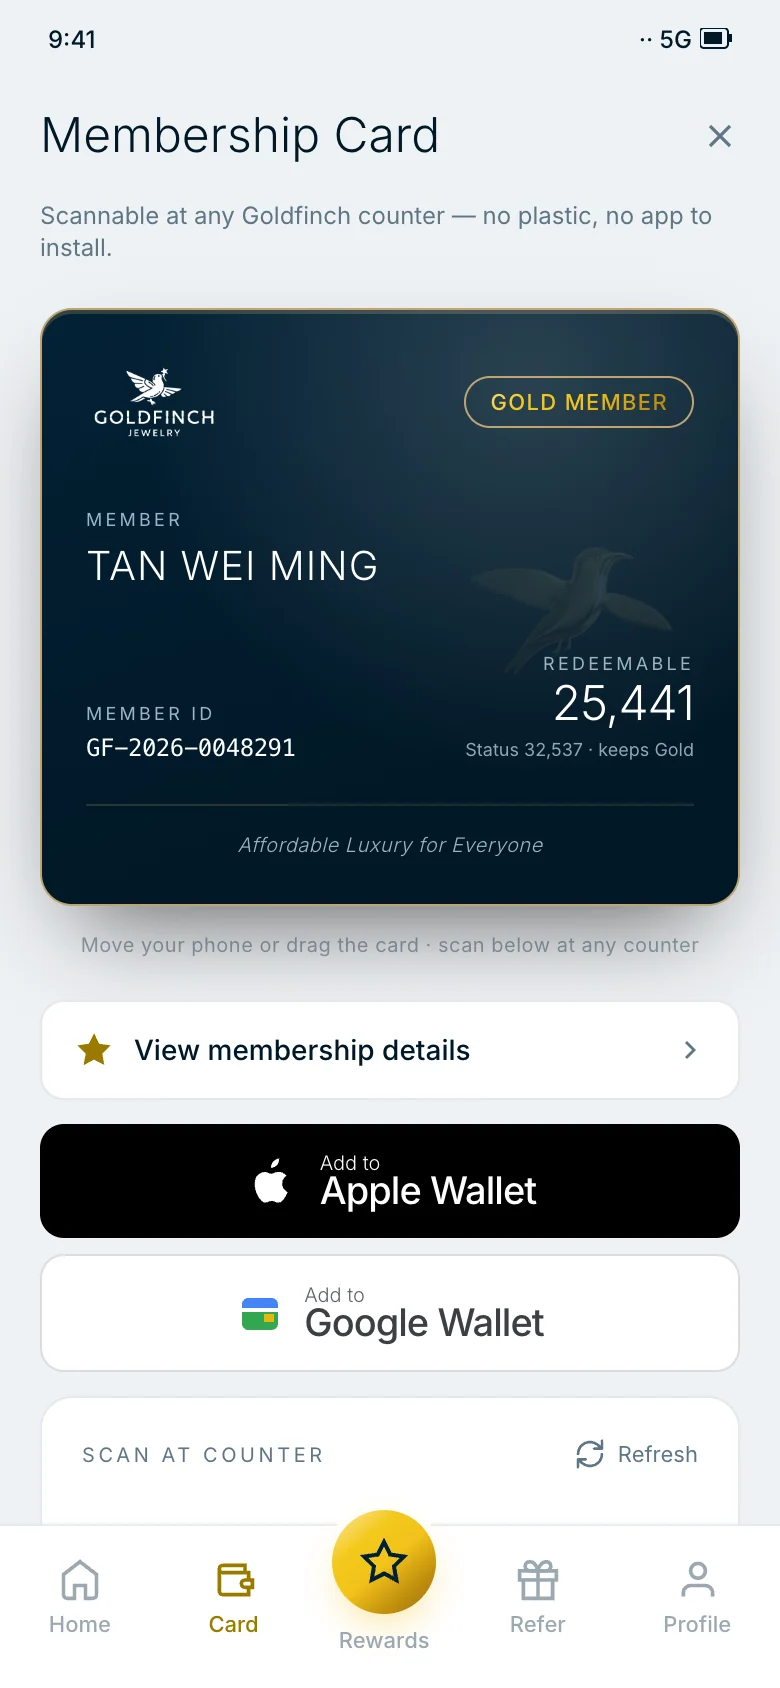 9:41
5G
Membership Card
Scannable at any Goldfinch counter — no plastic, no app to
install.
GOLDFINCH
JEWELRY
GOLD MEMBER
MEMBER
TAN WEI MING
REDEEMABLE
25,441
MEMBER ID
GF-2026-0048291
Status 32,537 · keeps Gold
Affordable Luxury for Everyone
Move your phone or drag the card · scan below at any counter
View membership details
Add to
Apple Wallet
Add to
Google Wallet
SCAN AT COUNTER
Refresh
Home
Card
Rewards
Refer
Profile